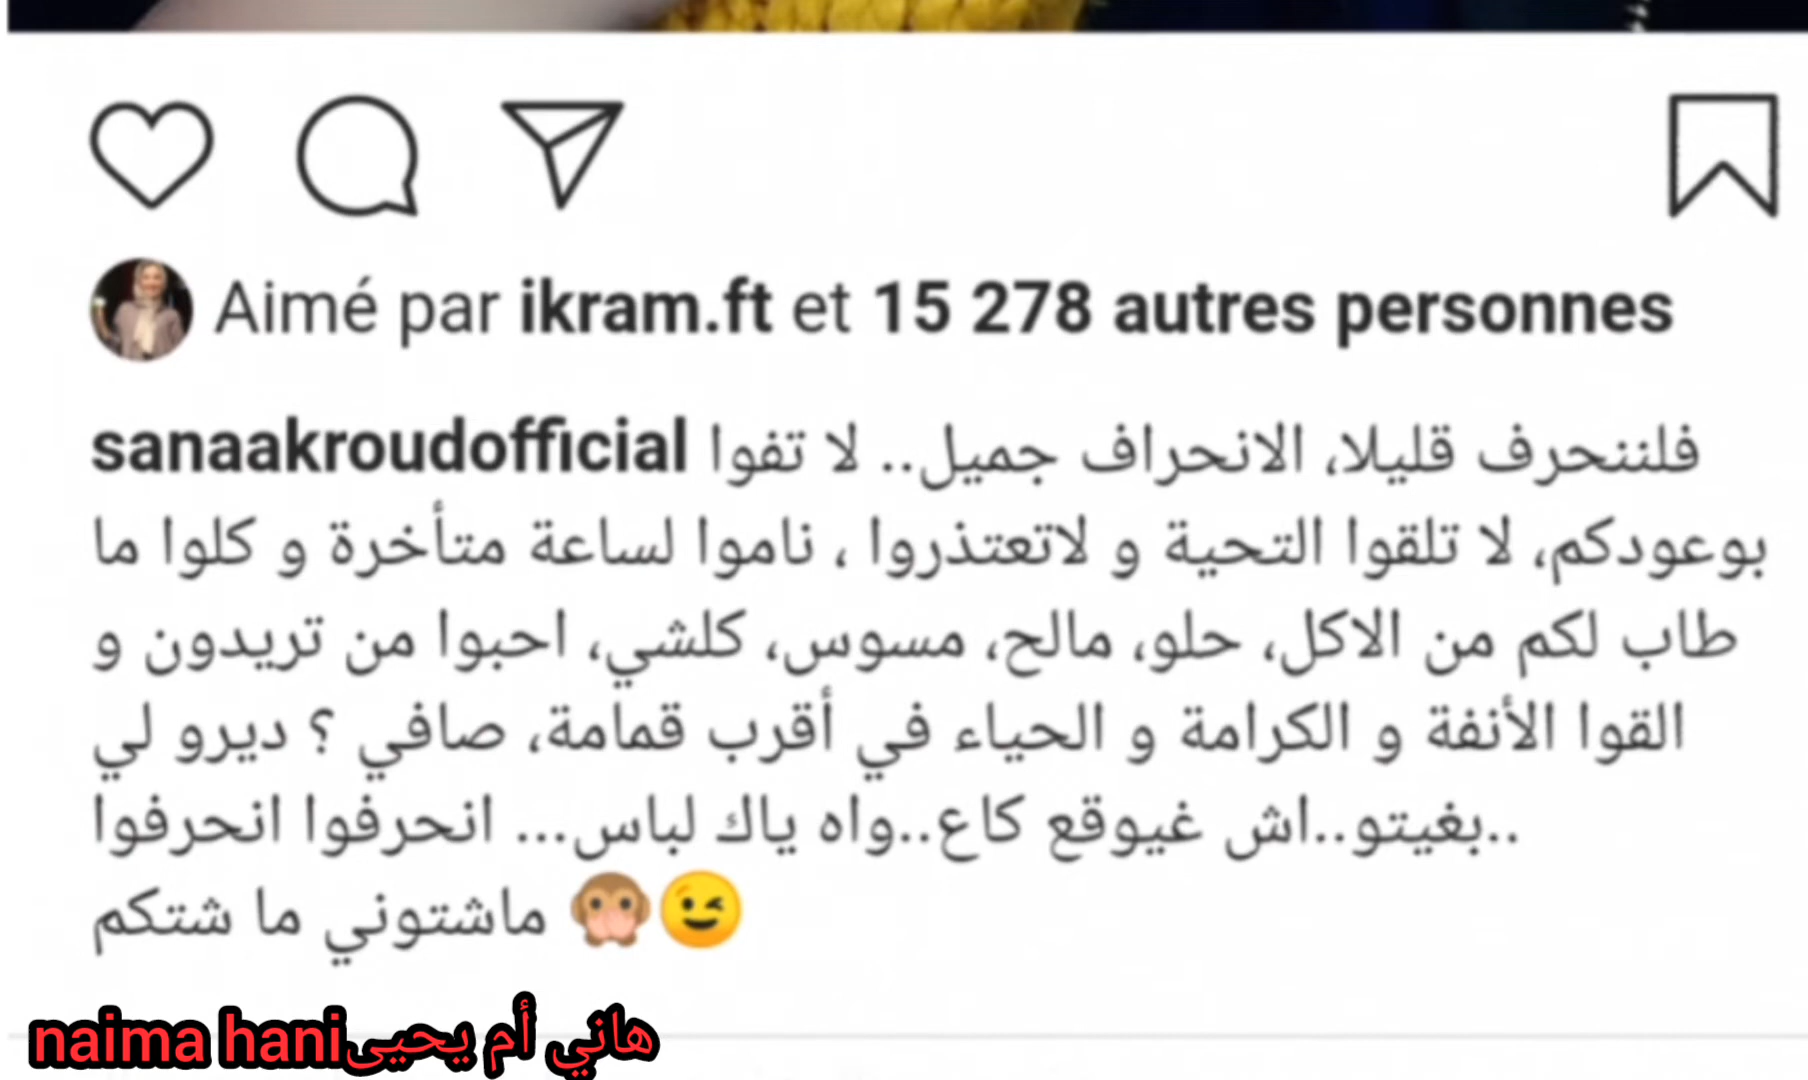 Aimé par ikram.ft et 15 278 autres personnes
sanaakroudofficial فلننحرف قليلا، الانحراف جميل.. لا تفوا
بوعودكم، لا تلقوا التحية و لاتعتذروا ، ناموا لساعة متأخرة و كلوا ما
طاب لكم من الاكل، حلو، مالح، مسوس، كلشي، احبوا من تريدون و
القوا الأنفة و الكرامة و الحياء في أقرب قمامة، صافي ؟ ديرو لي
بغيتو..اش غيوقع كاع..واه ياك لباس... انحرفوا انحرفوا..
😉🙊 ماشتوني ما شتكم
naima hani هاني أم يحيى